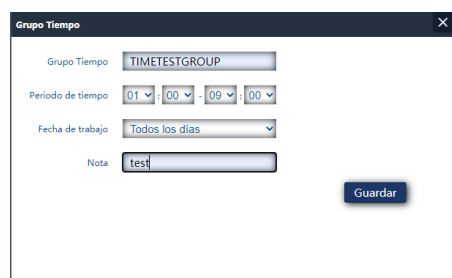 Grupo Tiempo
Grupo Tiempo TIMETESTGROUP
Periodo de tiempo 01 : 00 - 09 : 00
Fecha de trabajo Todos los días
Nota test
Guardar